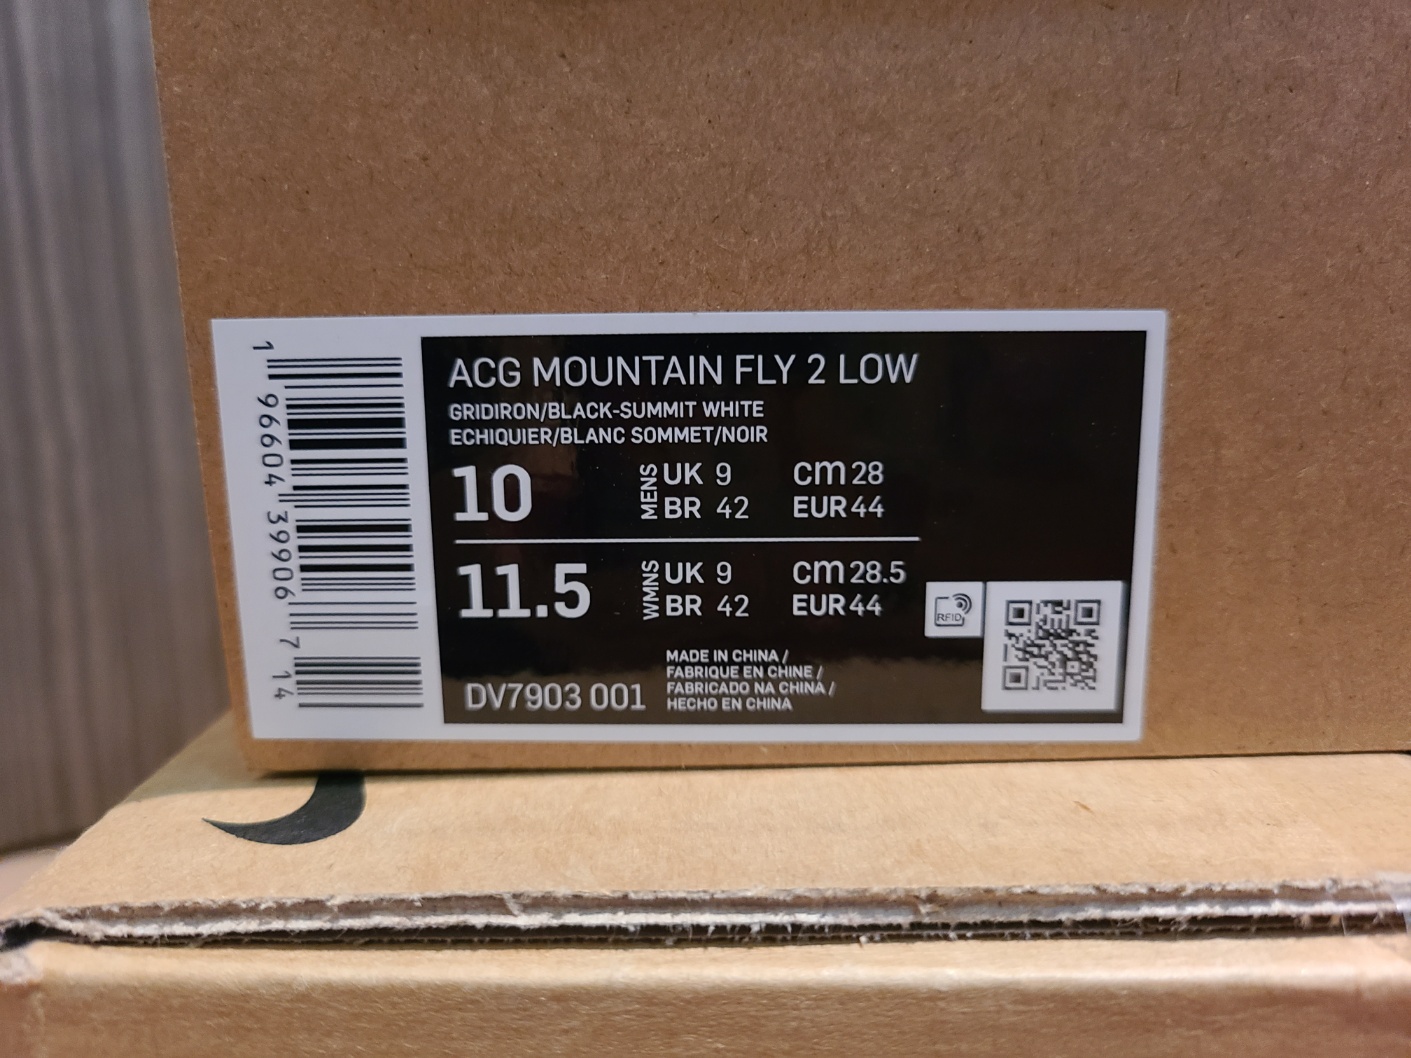 1 96604 39906 7 14
ACG MOUNTAIN FLY 2 LOW
GRIDIRON/BLACK-SUMMIT WHITE
ECHIQUIER/BLANC SOMMET/NOIR
10 MENS UK 9 cm 28
BR 42 EUR 44
11.5 WMNS UK 9 cm 28.5
BR 42 EUR 44
RFID
DV7903 001
MADE IN CHINA /
FABRIQUE EN CHINE /
FABRICADO NA CHINA /
HECHO EN CHINA